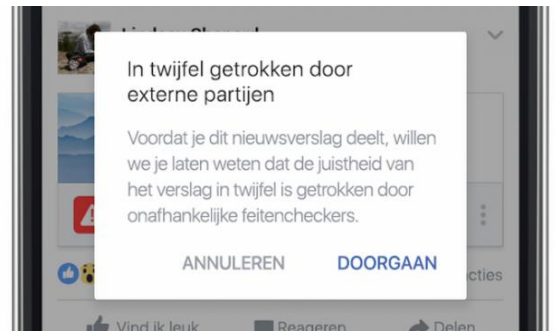 In twijfel getrokken door
externe partijen
Voordat je dit nieuwsverslag deelt, willen
we je laten weten dat de juistheid van
het verslag in twijfel is getrokken door
onafhankelijke feitencheckers.
ANNULEREN DOORGAAN
cties
Vind ik leuk Reageren Delen